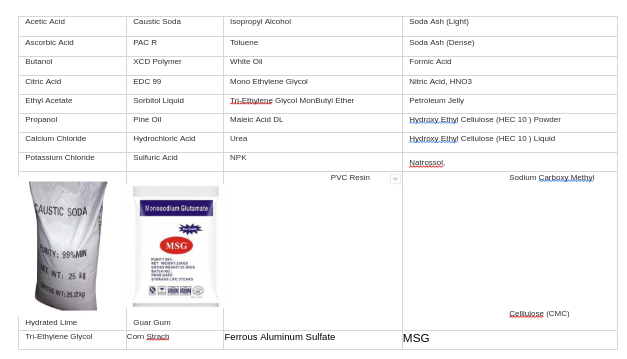 Acetic Acid Caustic Soda Isopropyl Alcohol Soda Ash (Light)
Ascorbic Acid PAC R Toluene Soda Ash (Dense)
Butanol XCD Polymer White Oil Formic Acid
Citric Acid EDC 99 Mono Ethylene Glycol Nitric Acid, HNO3
Ethyl Acetate Sorbitol Liquid Tri-Ethylene Glycol MonButyl Ether Petroleum Jelly
Propanol Pine Oil Maleic Acid DL Hydroxy Ethyl Cellulose (HEC 10 ) Powder
Calcium Chloride Hydrochloric Acid Urea Hydroxy Ethyl Cellulose (HEC 10 ) Liquid
Potassium Chloride Sulfuric Acid NPK Natrossol,
PVC Resin Sodium Carboxy Methyl
CAUSTIC SODA
PURITY: 99%MIN
NET WT: 25 kg
Monosodium Glutamate
MSG
PURITY 99%
Celllulose (CMC)
Hydrated Lime Guar Gum
Tri-Ethylene Glycol Corn Strach Ferrous Aluminum Sulfate MSG